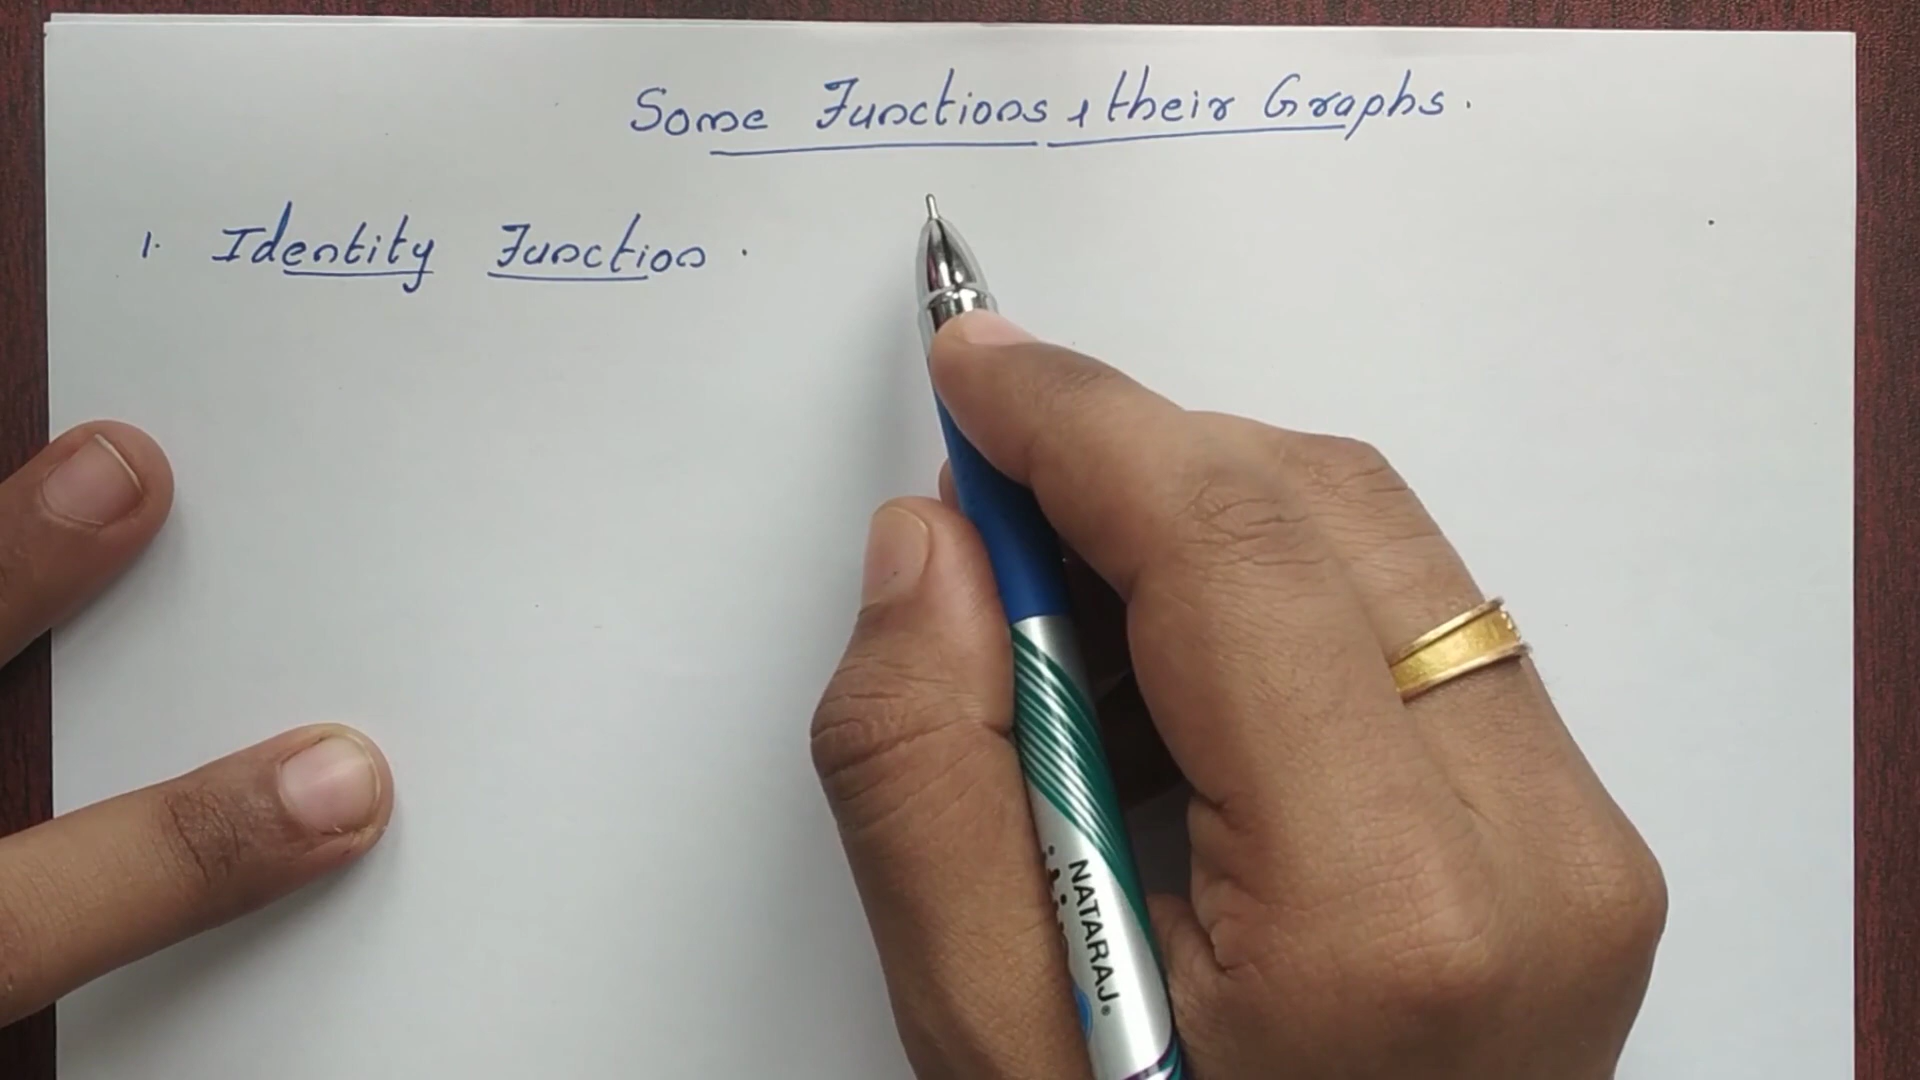 Some Functions & their Graphs.
1. Identity Function.
NATARAJ